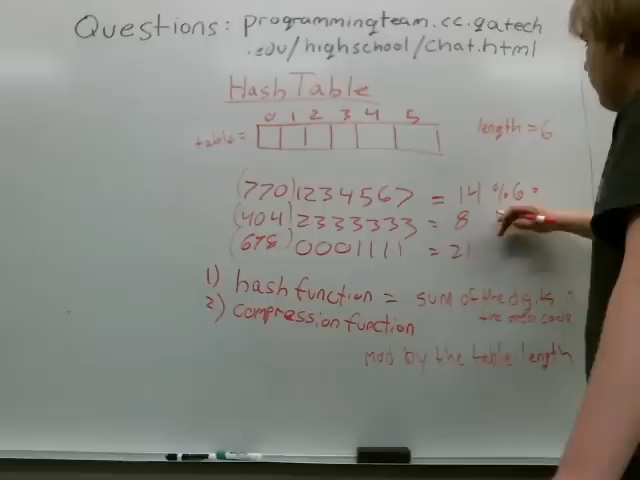 Questions: programmingteam.cc.gatech
.edu/highschool/chat.html
Hash Table
0 1 2 3 4 5
table= length = 6
(770)1234567 = 14 %6=
(404)2333333 = 8
(678)0001111 = 21
1) hash function = sum of the digits in
the area code
2) compression function
mod by the table length